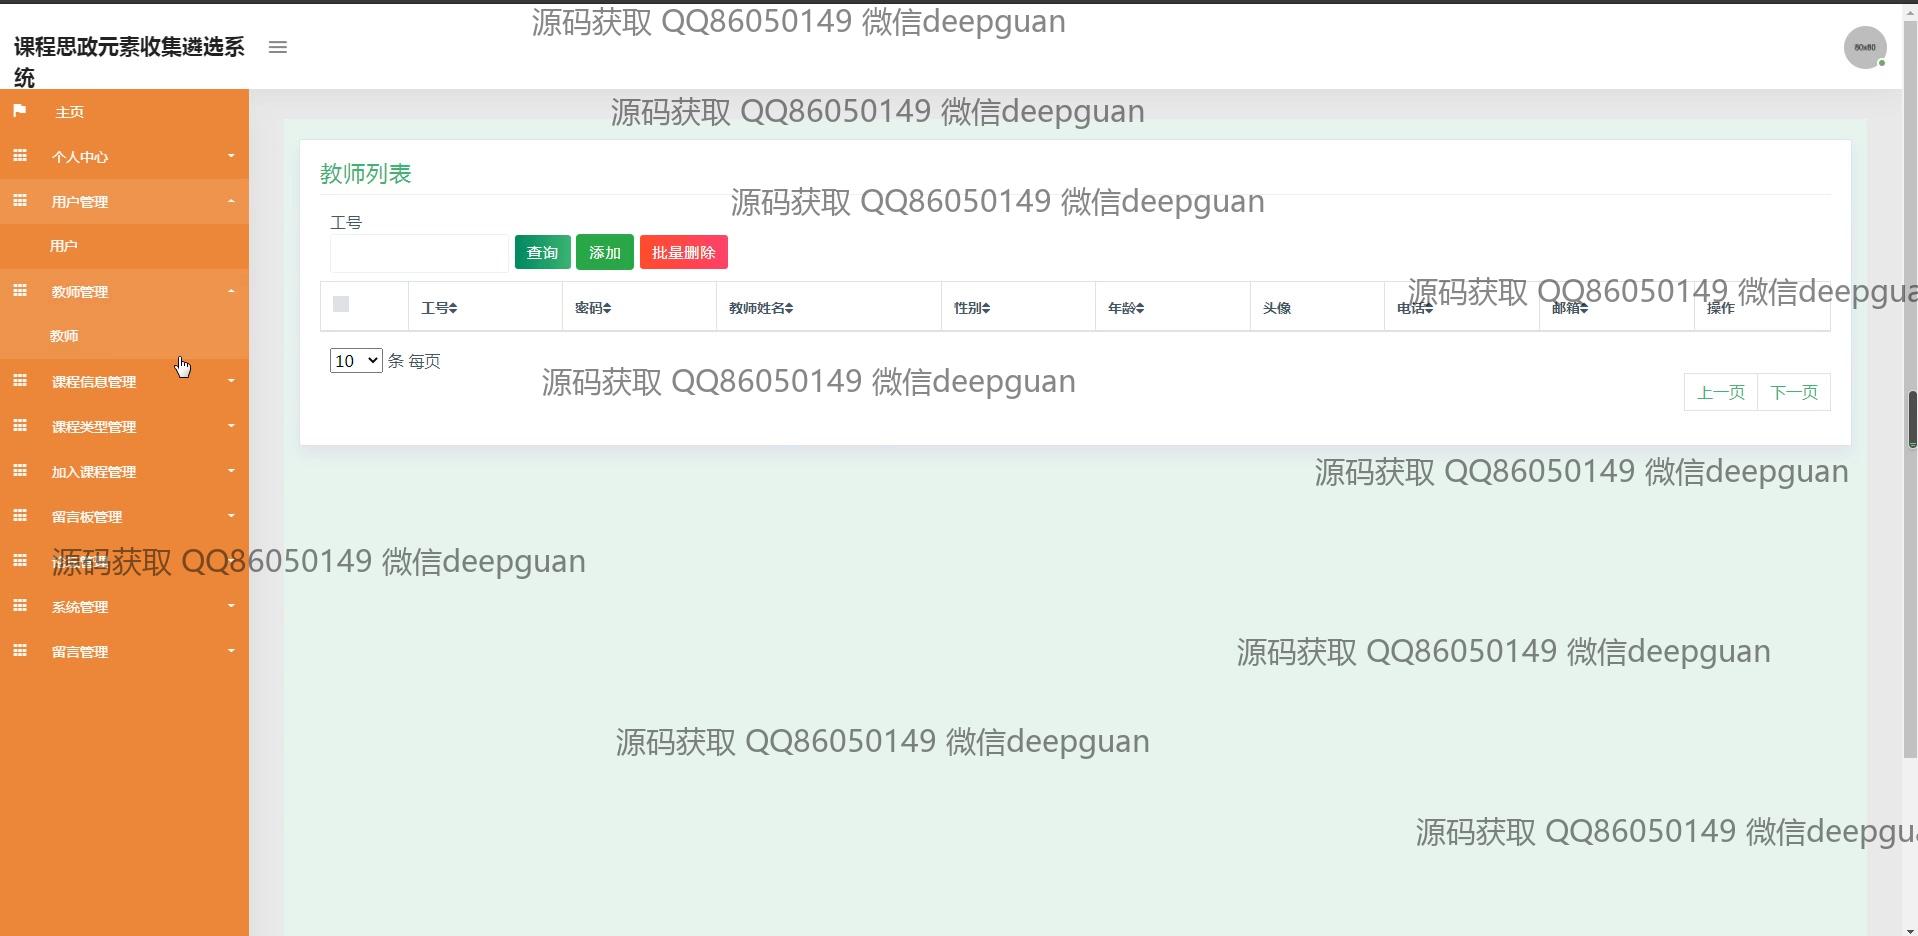 源码获取 QQ86050149 微信deepguan
课程思政元素收集遴选系
统
80x80
主页
源码获取 QQ86050149 微信deepguan
个人中心
教师列表
用户管理
源码获取 QQ86050149 微信deepguan
工号
用户
查询 添加 批量删除
教师管理
源码获取 QQ86050149 微信deepgua
工号 密码 教师姓名 性别 年龄 头像 电话 邮箱 操作
教师
10 条 每页
课程信息管理
源码获取 QQ86050149 微信deepguan
上一页 下一页
课程类型管理
加入课程管理
源码获取 QQ86050149 微信deepguan
留言板管理
源码获取 QQ86050149 微信deepguan
系统管理
留言管理
源码获取 QQ86050149 微信deepguan
源码获取 QQ86050149 微信deepguan
源码获取 QQ86050149 微信deepgua